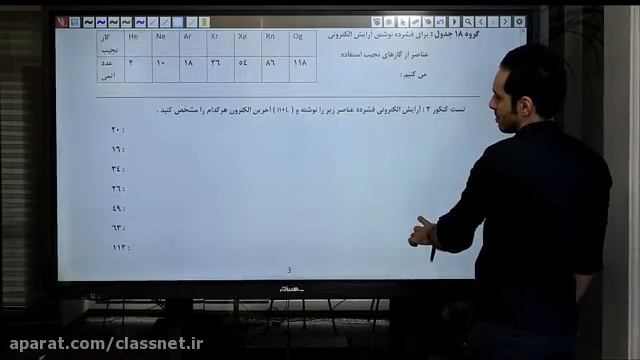 گروه ۱۸ جدول : برای فشرده نوشتن آرایش الکترونی
عناصر از گازهای نجیب استفاده
می کنیم :
گاز نجیب He Ne Ar Kr Xe Rn Og
عدد اتمی ۲ ۱۰ ۱۸ ۳۶ ۵۴ ۸۶ ۱۱۸
تست کنکور ۲ : آرایش الکترونی فشرده عناصر زیر را نوشته و ( n+L ) آخرین الکترون هرکدام را مشخص کنید .
۲۰ :
۱۶ :
۳۴ :
۲۶ :
۴۹ :
۶۳ :
۱۱۲ :
3
aparat.com/classnet.ir